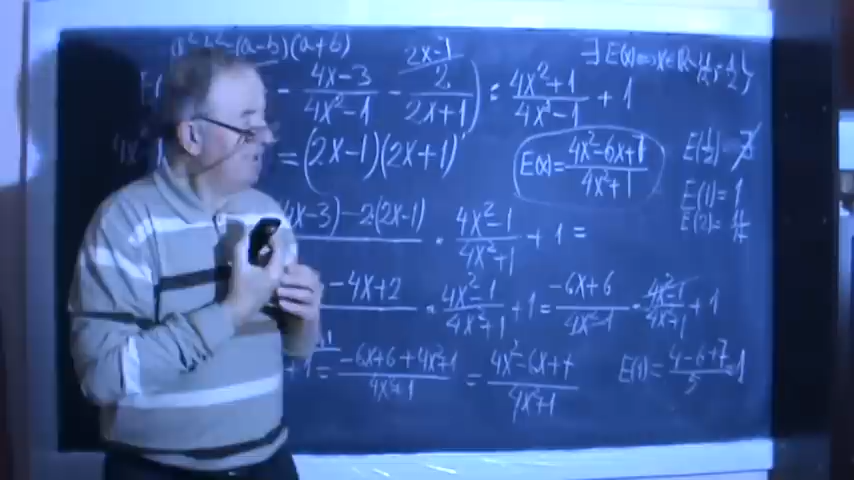 a²-b²=(a-b)(a+b)
∃ E(x) ⟺ x∈R-{-1/2; 1/2}
E - (4x-3)/(4x²-1) - (2x-1)/2/(2x+1)) : (4x²+1)/(4x²-1) + 1
4x = (2x-1)(2x+1)
E(x)= (4x²-6x+7)/(4x²+1)
E(1/2)=
E(1)=1
E(2)=
4x-3)-2(2x-1) · (4x²-1)/(4x²+1) + 1 =
-4x+2 · (4x²-1)/(4x²+1) + 1 = (-6x+6)/(4x²-1) · (4x²-1)/(4x²+1) + 1
+1 = (-6x+6+4x²+1)/(4x²+1) = (4x²-6x+7)/(4x²+1)
E(1)= (4-6+7)/5 = 1